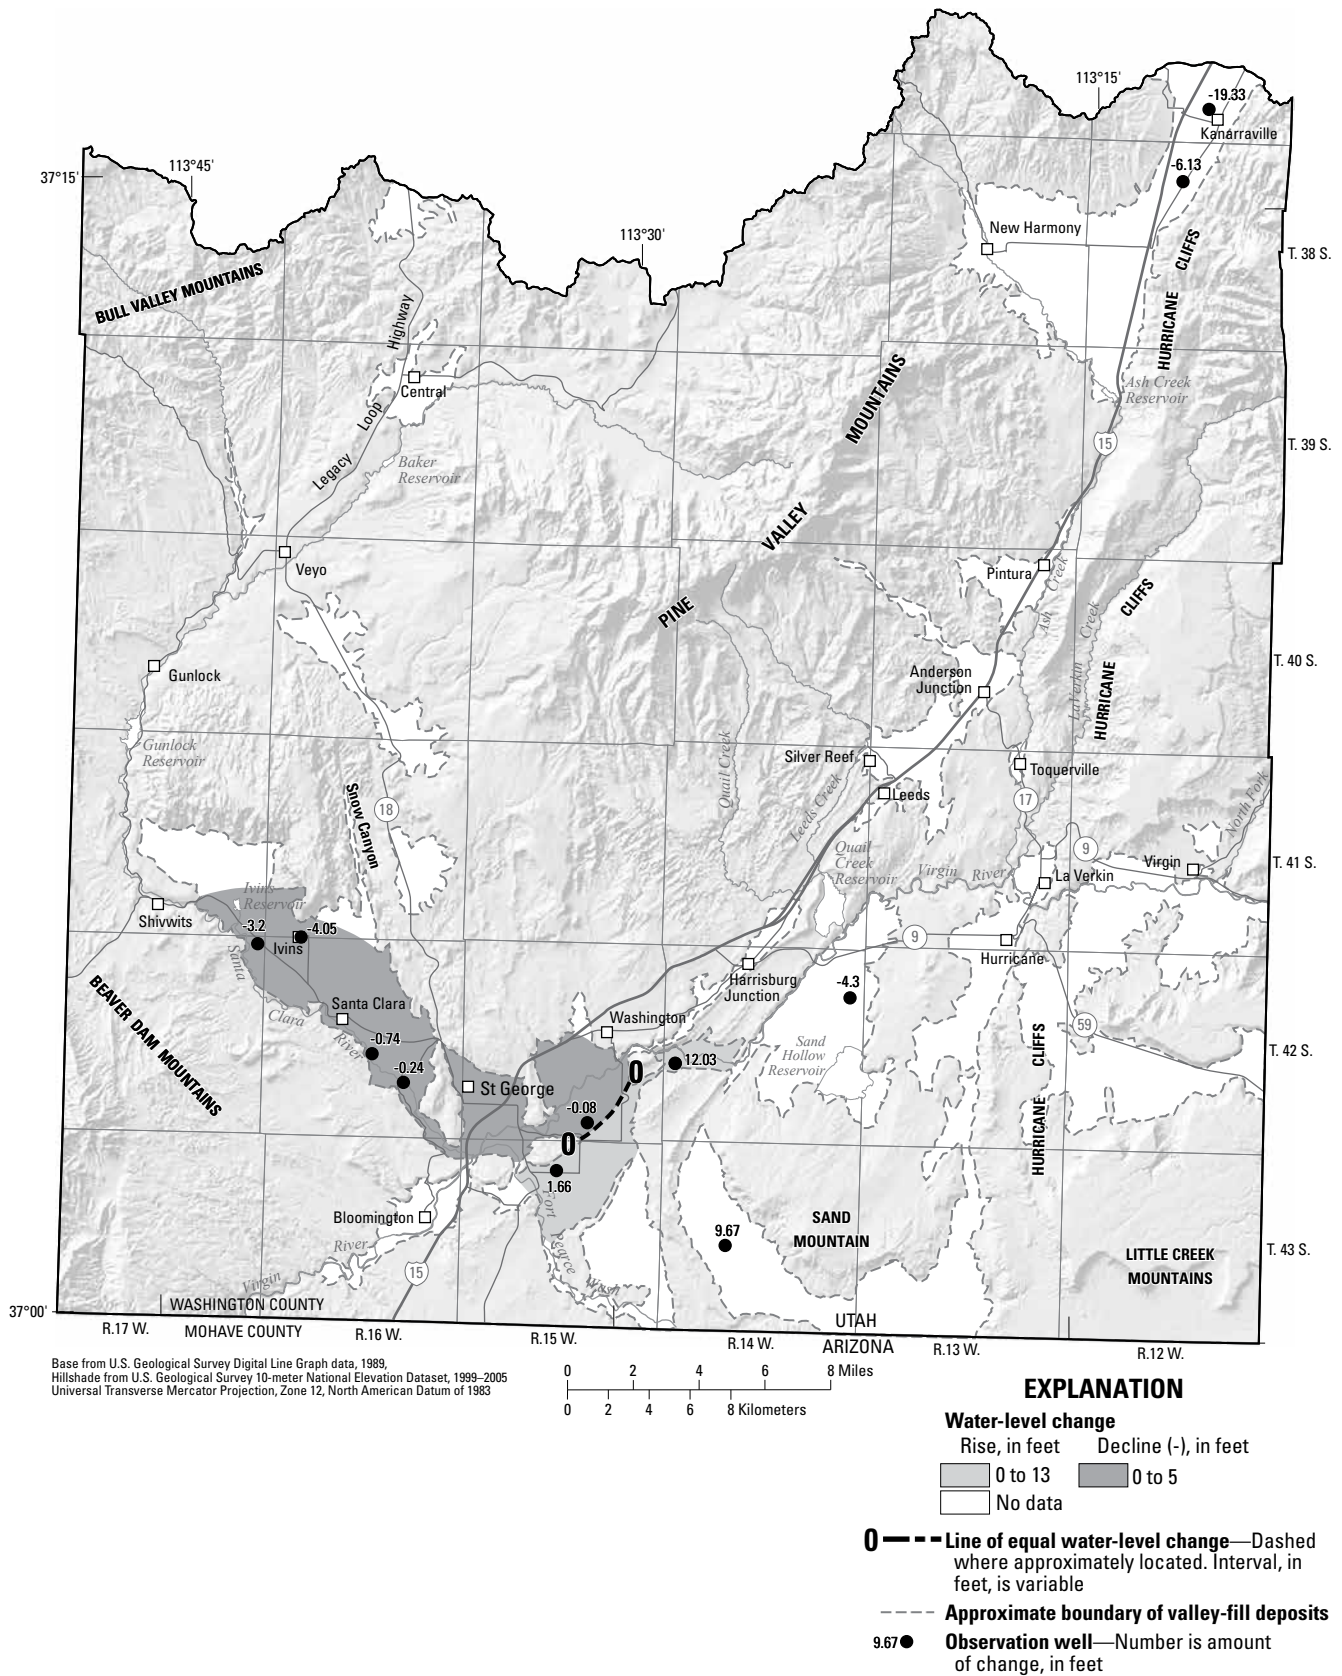 113°15'
-19.33
Kanarraville
113°45'
37°15'
-6.13
113°30'
New Harmony
T. 38 S.
HURRICANE CLIFFS
BULL VALLEY MOUNTAINS
Legacy Loop Highway
Central
Ash Creek
Reservoir
15
T. 39 S.
Baker
Reservoir
PINE VALLEY MOUNTAINS
Veyo
Pintura
Ash Creek
LaVerkin Creek
HURRICANE CLIFFS
T. 40 S.
Gunlock
Anderson
Junction
Gunlock
Reservoir
Quail Creek
Silver Reef
Toquerville
Leeds Creek
Leeds
17
North Fork
Snow Canyon
18
9
Quail
Creek
Reservoir
Virgin River
Virgin
La Verkin
T. 41 S.
Ivins
Reservoir
Shivwits
-3.2
-4.05
Ivins
9
Hurricane
Harrisburg
Junction
-4.3
BEAVER DAM MOUNTAINS
Santa Clara River
Santa Clara
Washington
59
-0.74
12.03
Sand
Hollow
Reservoir
HURRICANE CLIFFS
T. 42 S.
-0.24
0
St George
-0.08
0
1.66
Fort Pearce Wash
Bloomington
9.67
SAND
MOUNTAIN
LITTLE CREEK
MOUNTAINS
T. 43 S.
Virgin River
15
37°00'
WASHINGTON COUNTY
MOHAVE COUNTY
UTAH
ARIZONA
R.17 W.
R.16 W.
R.15 W.
R.14 W.
R.13 W.
R.12 W.
Base from U.S. Geological Survey Digital Line Graph data, 1989,
Hillshade from U.S. Geological Survey 10-meter National Elevation Dataset, 1999–2005
Universal Transverse Mercator Projection, Zone 12, North American Datum of 1983
0 2 4 6 8 Miles
0 2 4 6 8 Kilometers
EXPLANATION
Water-level change
Rise, in feet
Decline (-), in feet
0 to 13
0 to 5
No data
0
Line of equal water-level change—Dashed
where approximately located. Interval, in
feet, is variable
Approximate boundary of valley-fill deposits
9.67
Observation well—Number is amount
of change, in feet